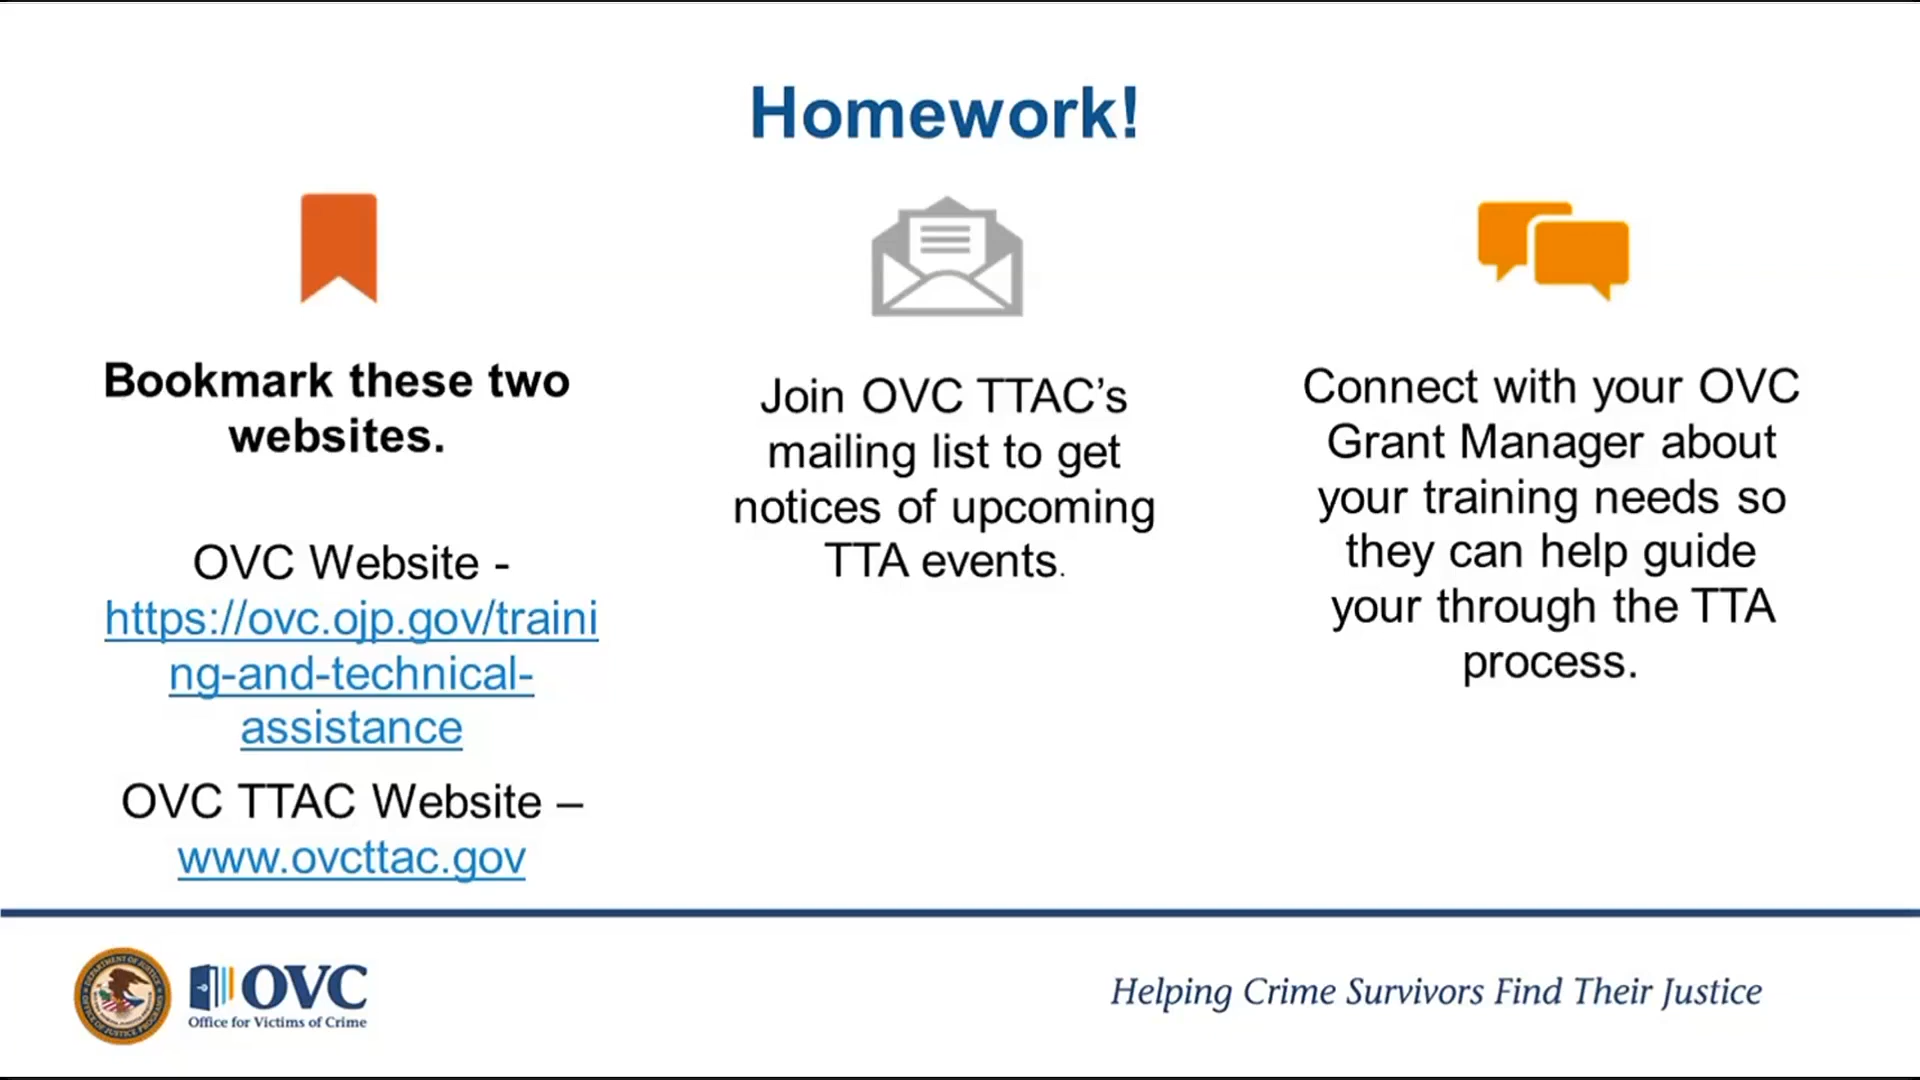 Homework!
Bookmark these two
websites.
OVC Website -
https://ovc.ojp.gov/traini
ng-and-technical-
assistance
OVC TTAC Website –
www.ovcttac.gov
Join OVC TTAC’s
mailing list to get
notices of upcoming
TTA events.
Connect with your OVC
Grant Manager about
your training needs so
they can help guide
your through the TTA
process.
OVC
Office for Victims of Crime
Helping Crime Survivors Find Their Justice